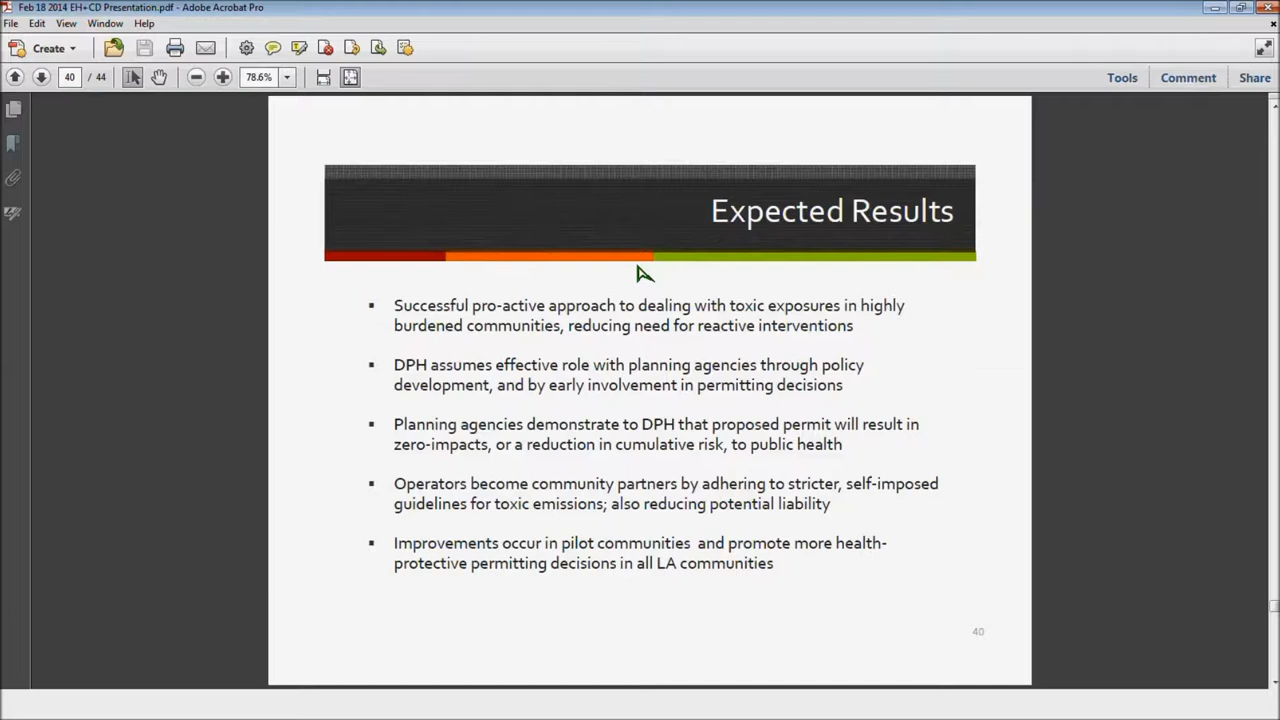 Feb 18 2014 EH+CD Presentation.pdf - Adobe Acrobat Pro
File Edit View Window Help
Create
40 / 44 78.6% Tools Comment Share
Expected Results
▪ Successful pro-active approach to dealing with toxic exposures in highly
burdened communities, reducing need for reactive interventions
▪ DPH assumes effective role with planning agencies through policy
development, and by early involvement in permitting decisions
▪ Planning agencies demonstrate to DPH that proposed permit will result in
zero-impacts, or a reduction in cumulative risk, to public health
▪ Operators become community partners by adhering to stricter, self-imposed
guidelines for toxic emissions; also reducing potential liability
▪ Improvements occur in pilot communities and promote more health-
protective permitting decisions in all LA communities
40